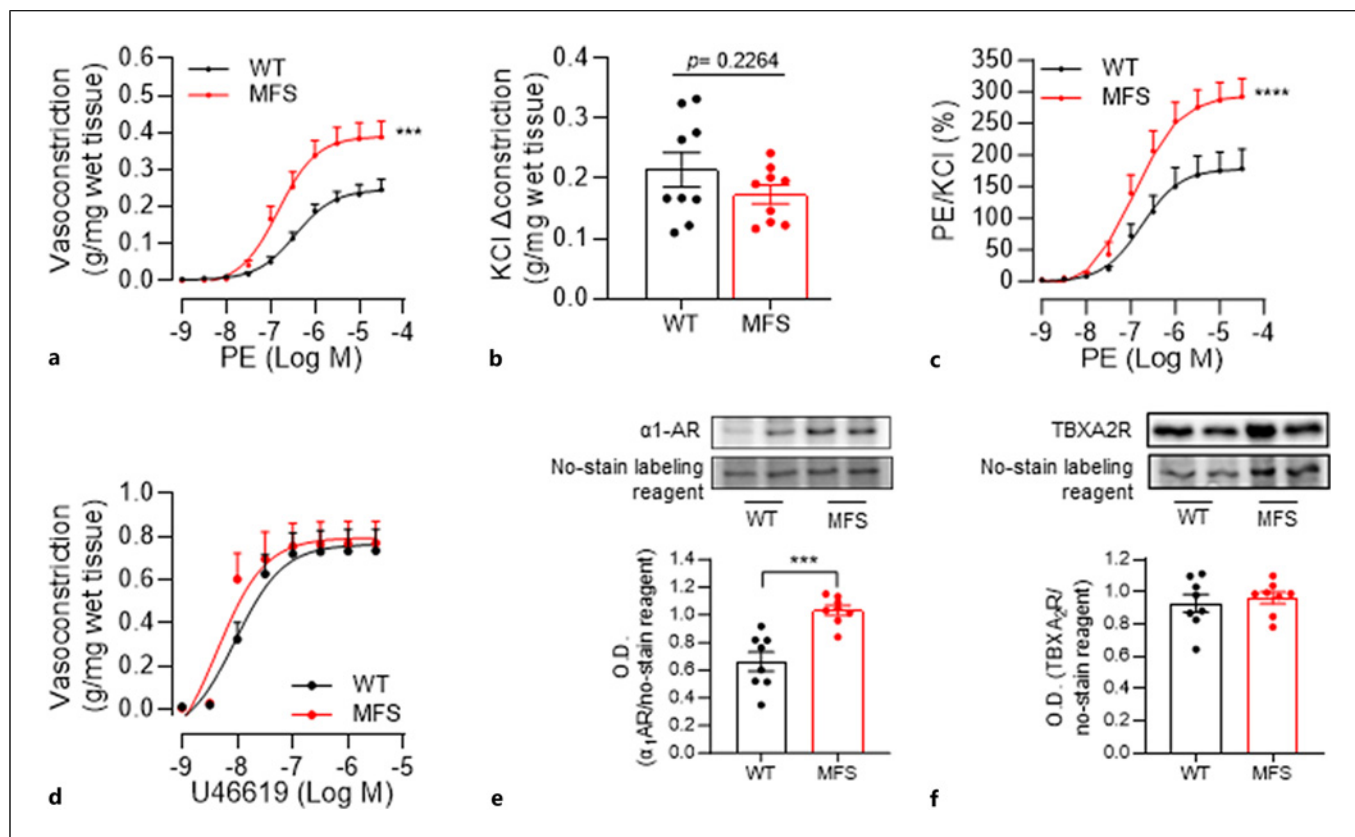 0.6
0.5
0.4
0.3
0.2
0.1
0.0
Vasoconstriction
(g/mg wet tissue)
WT
MFS
***
-9 -8 -7 -6 -5 -4
PE (Log M)
a
0.4
0.3
0.2
0.1
0.0
KCl Δconstriction
(g/mg wet tissue)
p= 0.2264
WT MFS
b
350
300
250
200
150
100
50
0
PE/KCl (%)
WT
MFS
****
-9 -8 -7 -6 -5 -4
PE (Log M)
c
1.0
0.8
0.6
0.4
0.2
0.0
Vasoconstriction
(g/mg wet tissue)
WT
MFS
-9 -8 -7 -6 -5
U46619 (Log M)
d
α1-AR
No-stain labeling
reagent
WT MFS
1.4
1.2
1.0
0.8
0.6
0.4
0.2
0.0
O.D.
(α₁AR/no-stain reagent)
***
WT MFS
e
TBXA2R
No-stain labeling
reagent
WT MFS
1.2
1.0
0.8
0.6
0.4
0.2
0.0
O.D. (TBXA₂R/
no-stain reagent)
WT MFS
f